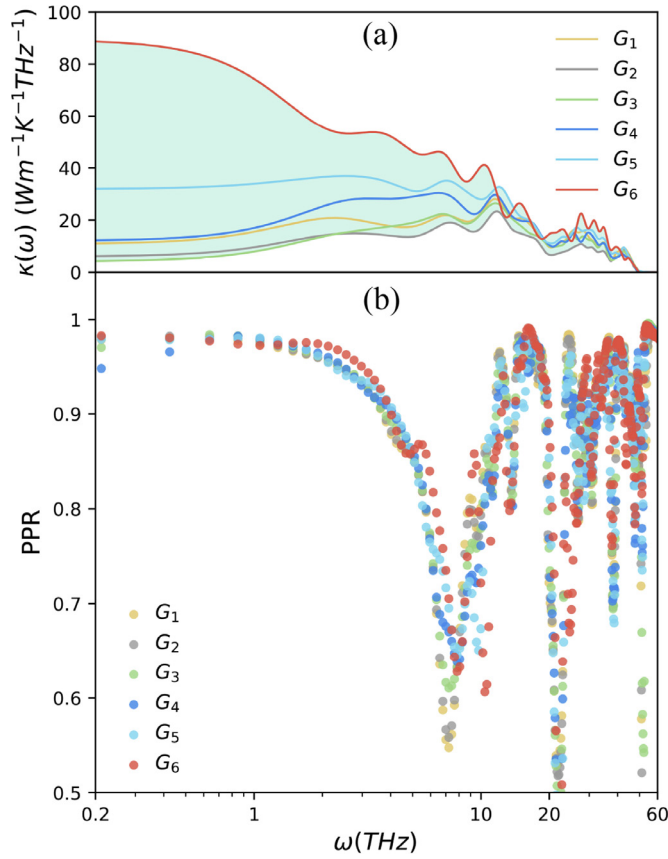 (a)
100
80
60
40
20
0
κ(ω) (Wm⁻¹K⁻¹THz⁻¹)
G₁
G₂
G₃
G₄
G₅
G₆
(b)
1
0.9
0.8
0.7
0.6
0.5
PPR
G₁
G₂
G₃
G₄
G₅
G₆
0.2 1 10 20 60
ω(THz)